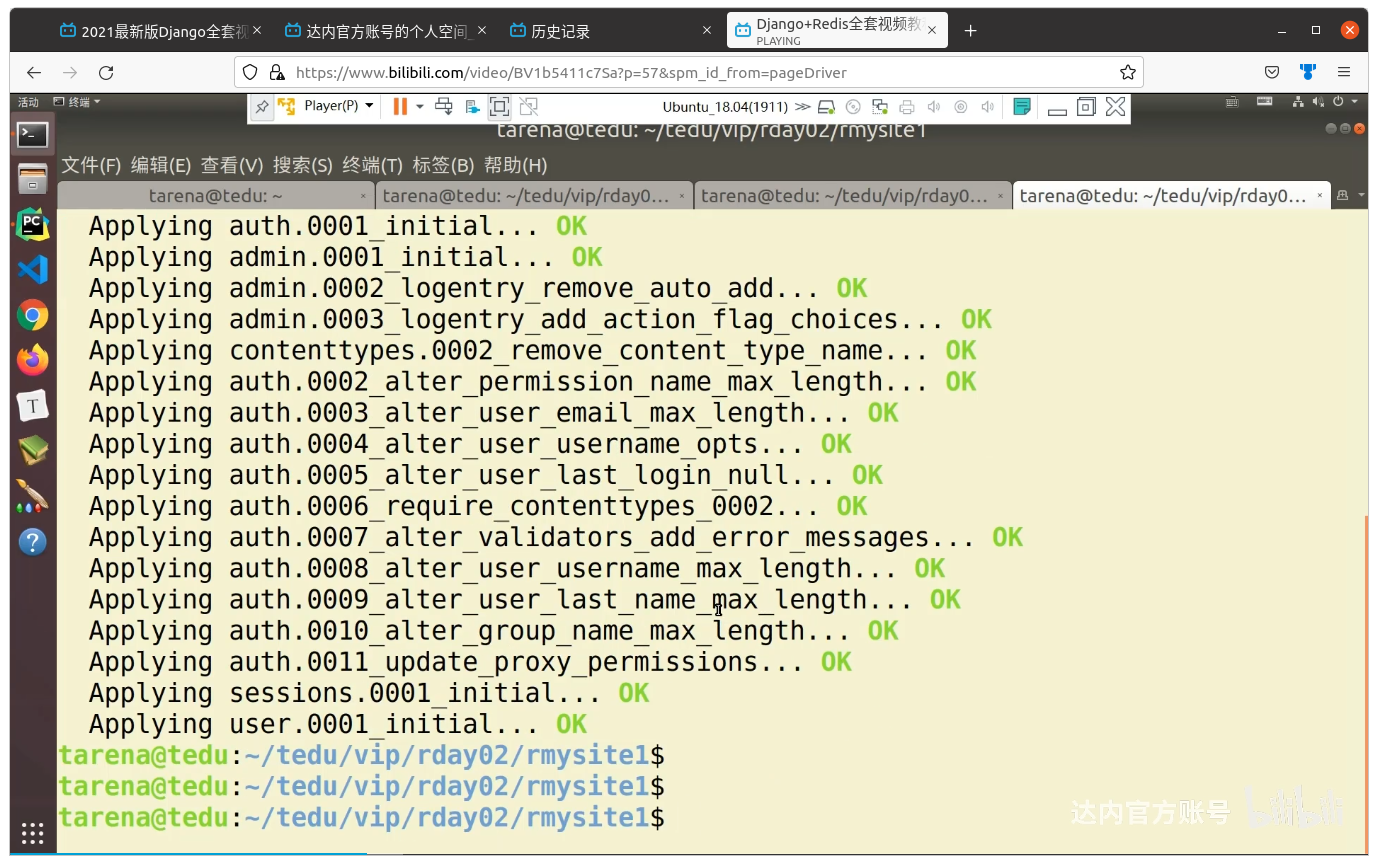 2021最新版Django全套视
达内官方账号的个人空间_
历史记录
Django+Redis全套视频教
PLAYING
https://www.bilibili.com/video/BV1b5411c7Sa?p=57&spm_id_from=pageDriver
活动 终端
Player(P)
Ubuntu_18.04(1911)
tarena@tedu: ~/tedu/vip/rday02/rmysite1
文件(F) 编辑(E) 查看(V) 搜索(S) 终端(T) 标签(B) 帮助(H)
tarena@tedu: ~
tarena@tedu: ~/tedu/vip/rday0...
tarena@tedu: ~/tedu/vip/rday0...
tarena@tedu: ~/tedu/vip/rday0...
PC
T
?
Applying auth.0001_initial... OK
Applying admin.0001_initial... OK
Applying admin.0002_logentry_remove_auto_add... OK
Applying admin.0003_logentry_add_action_flag_choices... OK
Applying contenttypes.0002_remove_content_type_name... OK
Applying auth.0002_alter_permission_name_max_length... OK
Applying auth.0003_alter_user_email_max_length... OK
Applying auth.0004_alter_user_username_opts... OK
Applying auth.0005_alter_user_last_login_null... OK
Applying auth.0006_require_contenttypes_0002... OK
Applying auth.0007_alter_validators_add_error_messages... OK
Applying auth.0008_alter_user_username_max_length... OK
Applying auth.0009_alter_user_last_name_max_length... OK
Applying auth.0010_alter_group_name_max_length... OK
Applying auth.0011_update_proxy_permissions... OK
Applying sessions.0001_initial... OK
Applying user.0001_initial... OK
tarena@tedu:~/tedu/vip/rday02/rmysite1$
tarena@tedu:~/tedu/vip/rday02/rmysite1$
tarena@tedu:~/tedu/vip/rday02/rmysite1$
达内官方账号 bilibili